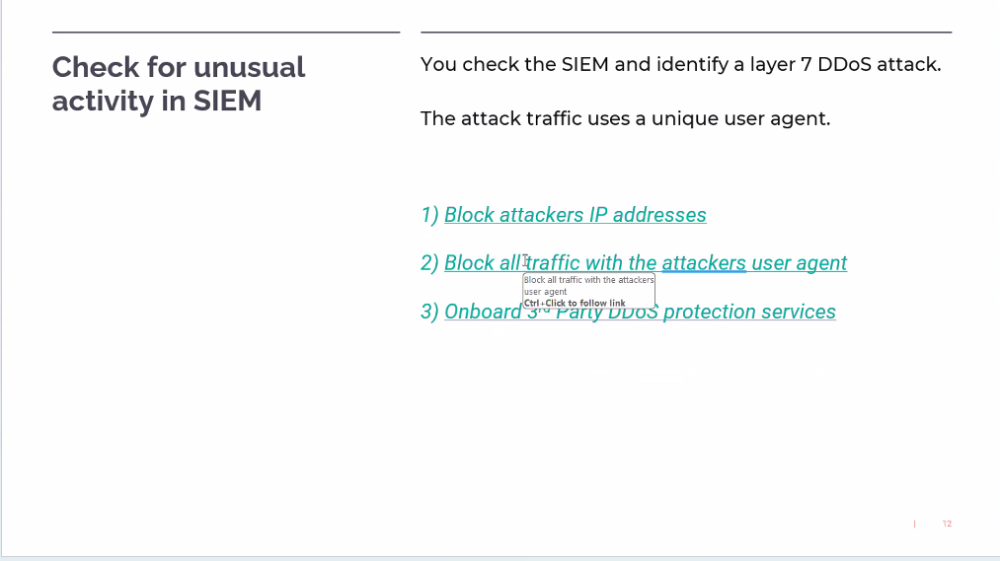 Check for unusual
activity in SIEM
You check the SIEM and identify a layer 7 DDoS attack.
The attack traffic uses a unique user agent.
1) Block attackers IP addresses
2) Block all traffic with the attackers user agent
Block all traffic with the attackers
user agent
Ctrl+Click to follow link
3) Onboard 3rd Party DDoS protection services
| 12